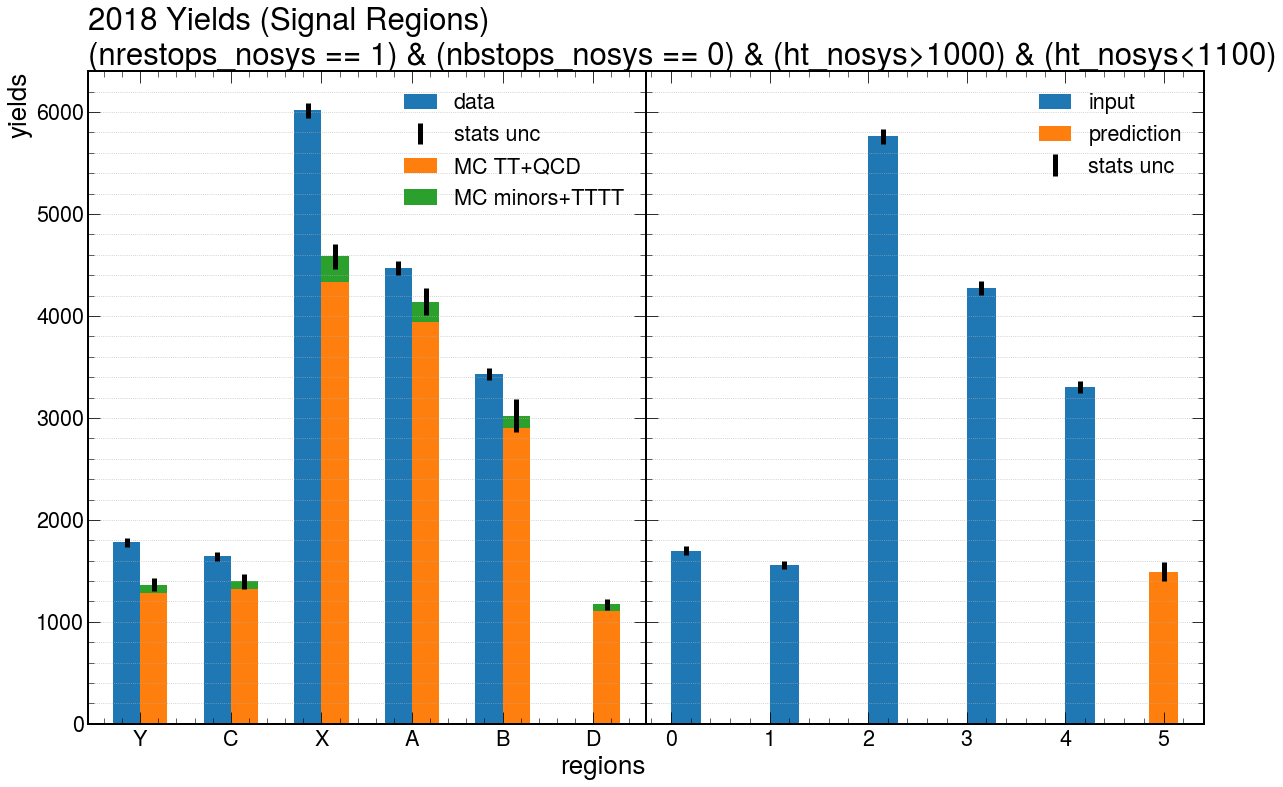 2018 Yields (Signal Regions)
(nrestops_nosys == 1) & (nbstops_nosys == 0) & (ht_nosys>1000) & (ht_nosys<1100)
yields
6000
5000
4000
3000
2000
1000
0
data
stats unc
MC TT+QCD
MC minors+TTTT
input
prediction
stats unc
Y C X A B D
0 1 2 3 4 5
regions